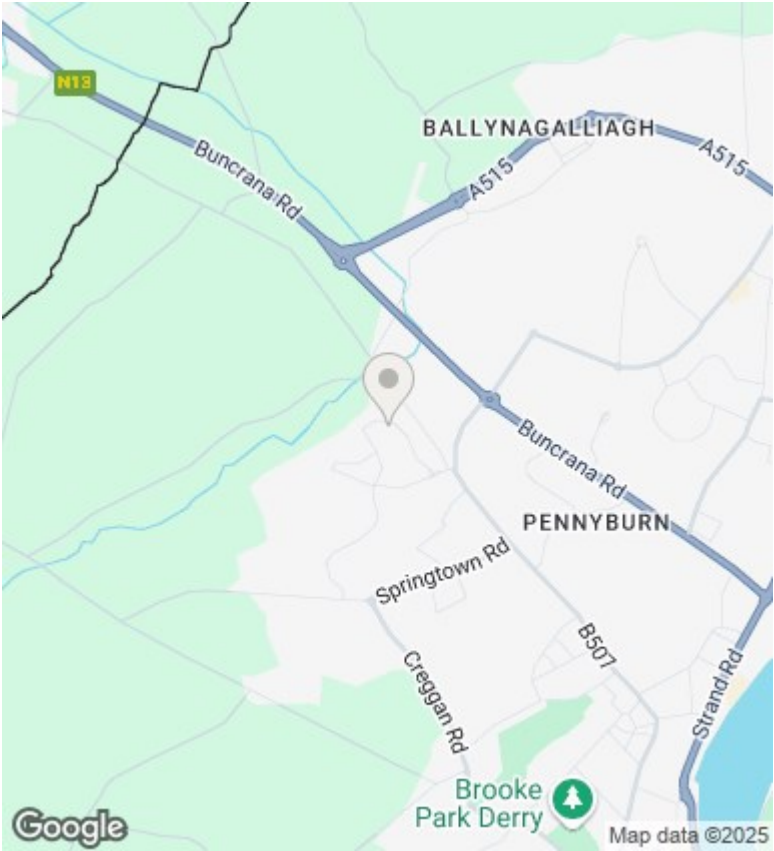 N13
BALLYNAGALLIAGH
Buncrana Rd
A515
A515
Buncrana Rd
PENNYBURN
Springtown Rd
B507
Creggan Rd
Strand Rd
Brooke
Park Derry
Google
Map data ©2025